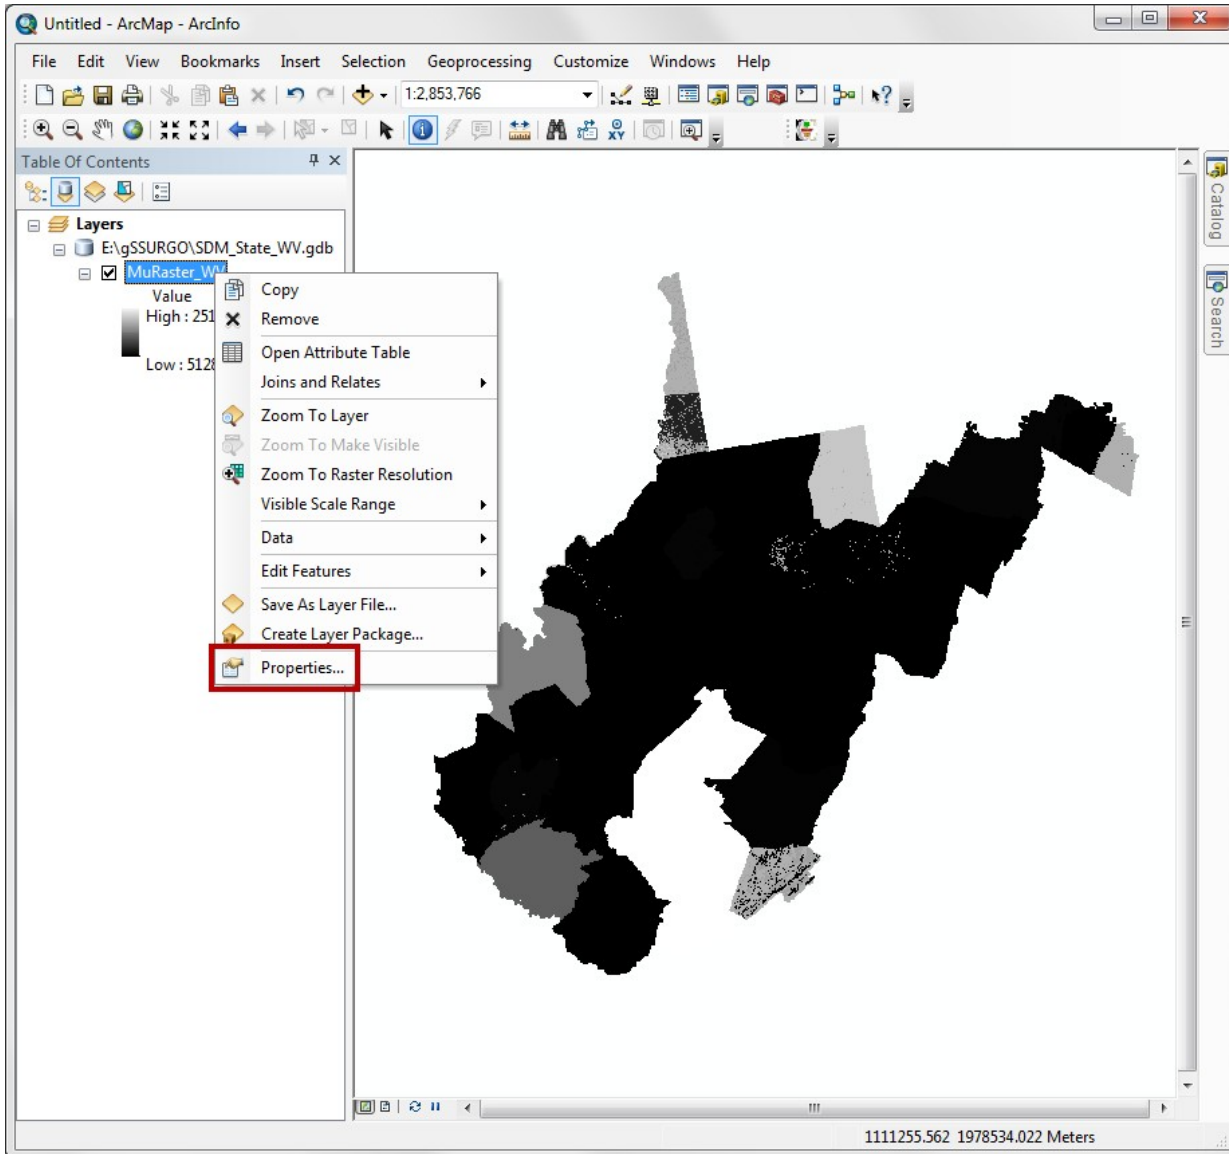 Untitled - ArcMap - ArcInfo
File Edit View Bookmarks Insert Selection Geoprocessing Customize Windows Help
1:2,853,766
Table Of Contents
Layers
E:\gSSURGO\SDM_State_WV.gdb
MuRaster_WV
Value
High : 251
Low : 5128
Copy
Remove
Open Attribute Table
Joins and Relates
Zoom To Layer
Zoom To Make Visible
Zoom To Raster Resolution
Visible Scale Range
Data
Edit Features
Save As Layer File...
Create Layer Package...
Properties...
Catalog
Search
1111255.562 1978534.022 Meters